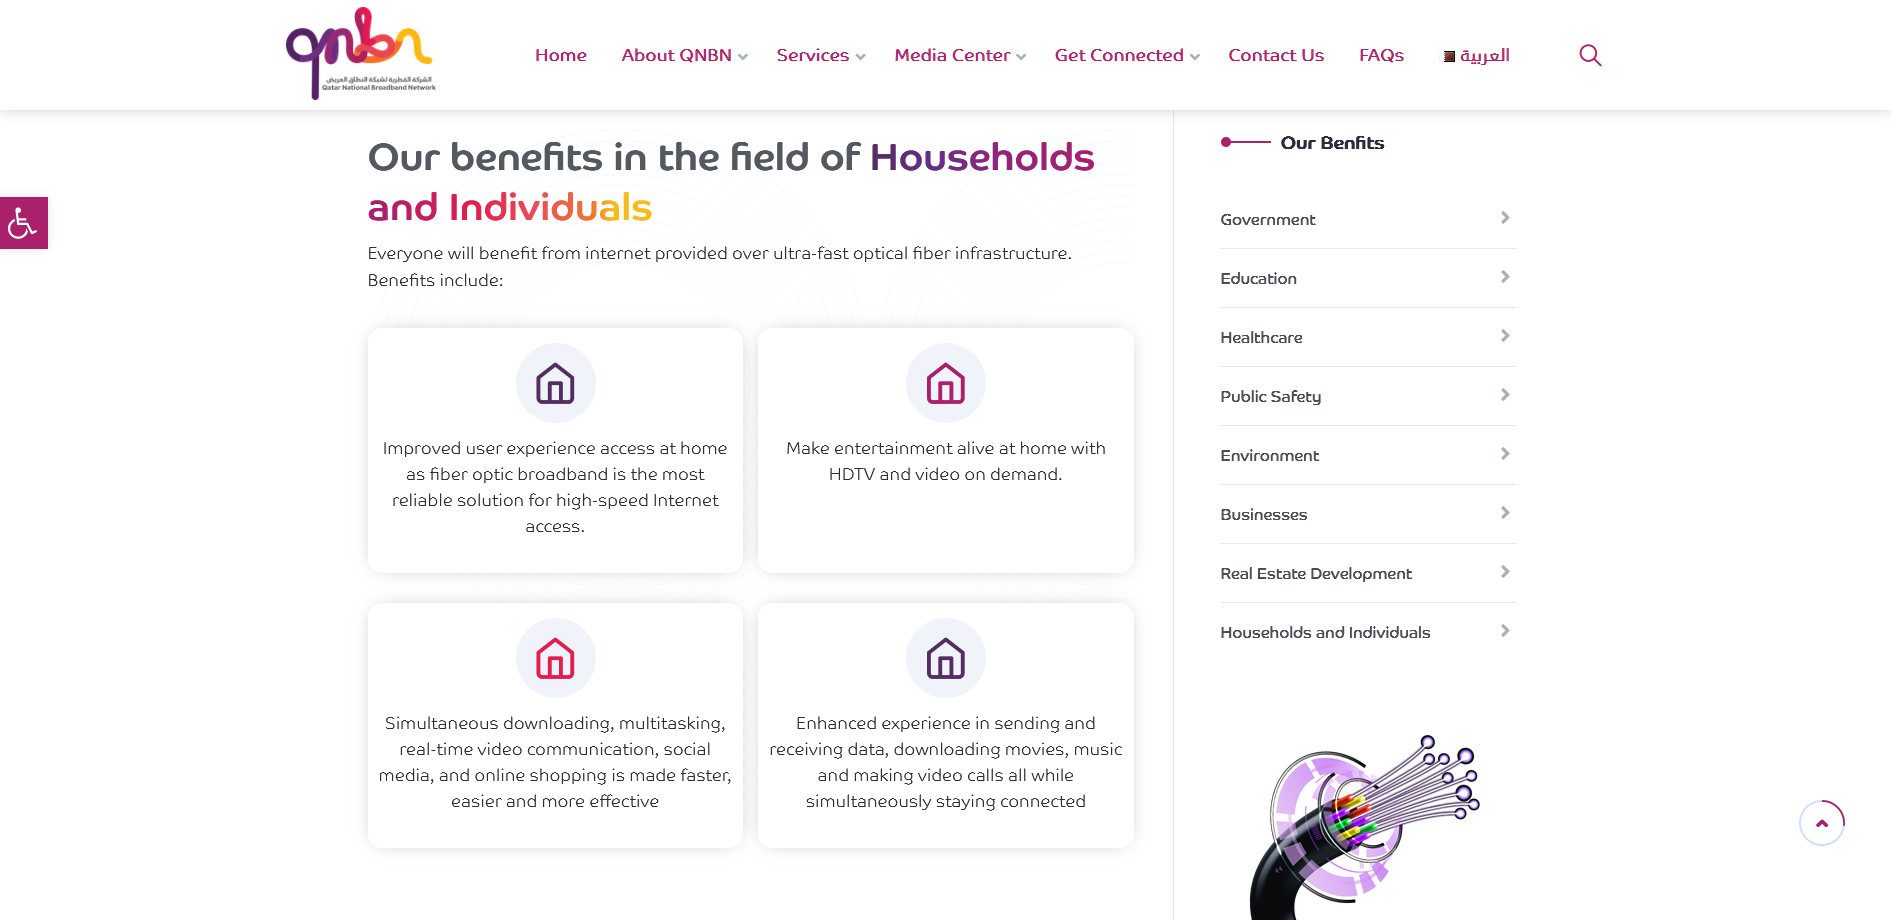 qnbn
الشركة القطرية لشبكة النطاق العريض
Qatar National Broadband Network
Home
About QNBN
Services
Media Center
Get Connected
Contact Us
FAQs
العربية
Our benefits in the field of Households
and Individuals
Everyone will benefit from internet provided over ultra-fast optical fiber infrastructure.
Benefits include:
Improved user experience access at home
as fiber optic broadband is the most
reliable solution for high-speed Internet
access.
Make entertainment alive at home with
HDTV and video on demand.
Simultaneous downloading, multitasking,
real-time video communication, social
media, and online shopping is made faster,
easier and more effective
Enhanced experience in sending and
receiving data, downloading movies, music
and making video calls all while
simultaneously staying connected
Our Benfits
Government
Education
Healthcare
Public Safety
Environment
Businesses
Real Estate Development
Households and Individuals